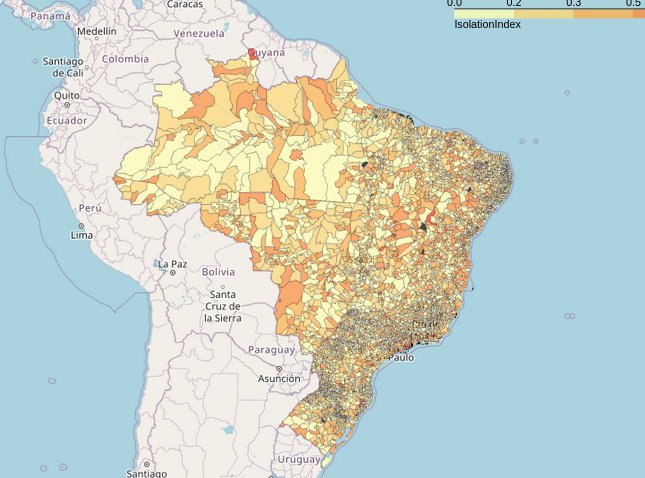 Caracas
0.0 0.2 0.3 0.5
Panamá
IsolationIndex
Medellín
Venezuela
Guyana
Colombia
Santiago
de Cali
Quito
Ecuador
Perú
Lima
La Paz
Bolivia
Santa
Cruz de
la Sierra
Paraguay
Paulo
Asunción
Uruguay
Santiago